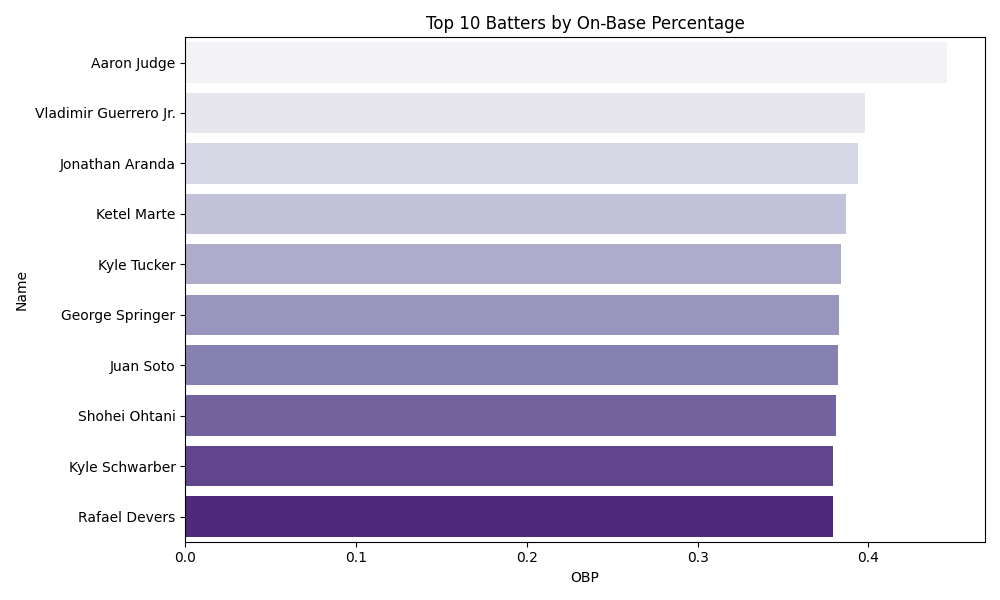 Top 10 Batters by On-Base Percentage
Aaron Judge
Vladimir Guerrero Jr.
Jonathan Aranda
Ketel Marte
Kyle Tucker
George Springer
Juan Soto
Shohei Ohtani
Kyle Schwarber
Rafael Devers
Name
0.0 0.1 0.2 0.3 0.4
OBP